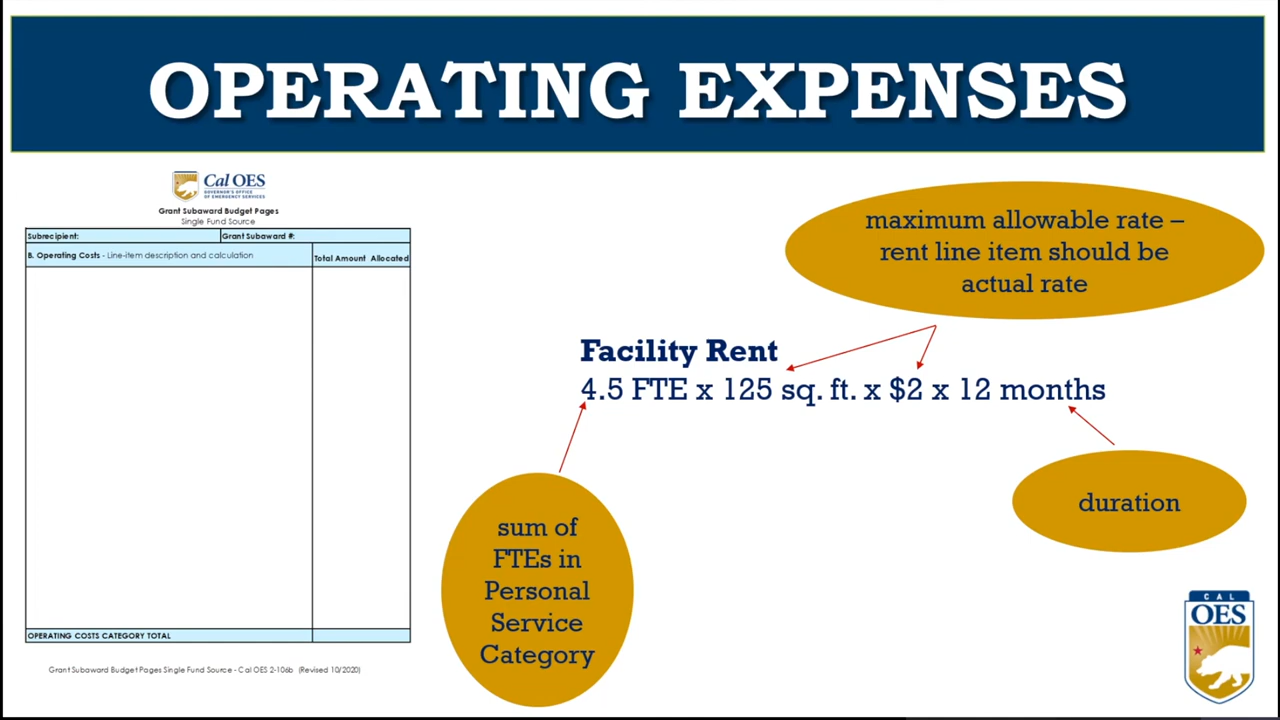 OPERATING EXPENSES
Cal OES
GOVERNOR'S OFFICE
OF EMERGENCY SERVICES
Grant Subaward Budget Pages
Single Fund Source
Subrecipient: Grant Subaward #:
B. Operating Costs - Line-item description and calculation Total Amount Allocated
OPERATING COSTS CATEGORY TOTAL
Grant Subaward Budget Pages Single Fund Source - Cal OES 2-106b (Revised 10/2020)
maximum allowable rate –
rent line item should be
actual rate
Facility Rent
4.5 FTE x 125 sq. ft. x $2 x 12 months
sum of
FTEs in
Personal
Service
Category
duration
CAL
OES